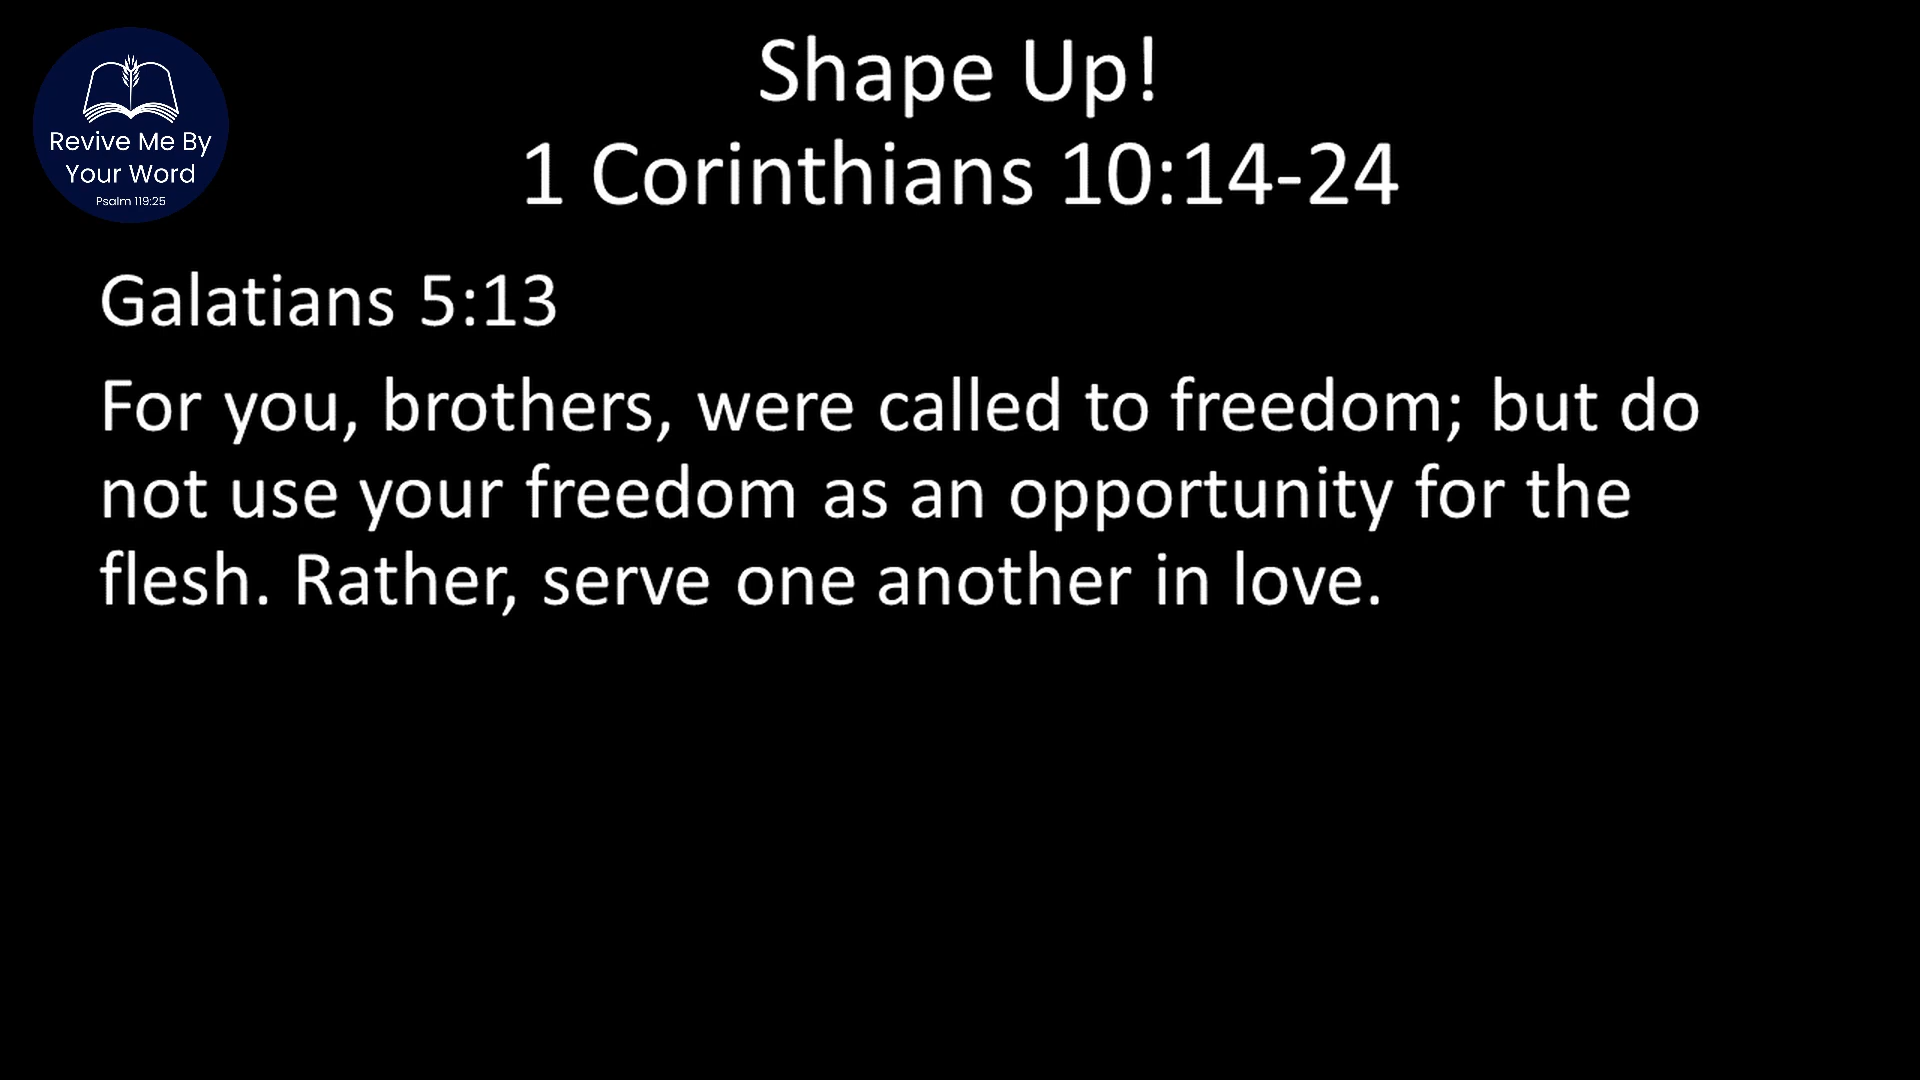 Revive Me By
Your Word
Psalm 119:25
Shape Up!
1 Corinthians 10:14-24
Galatians 5:13
For you, brothers, were called to freedom; but do
not use your freedom as an opportunity for the
flesh. Rather, serve one another in love.